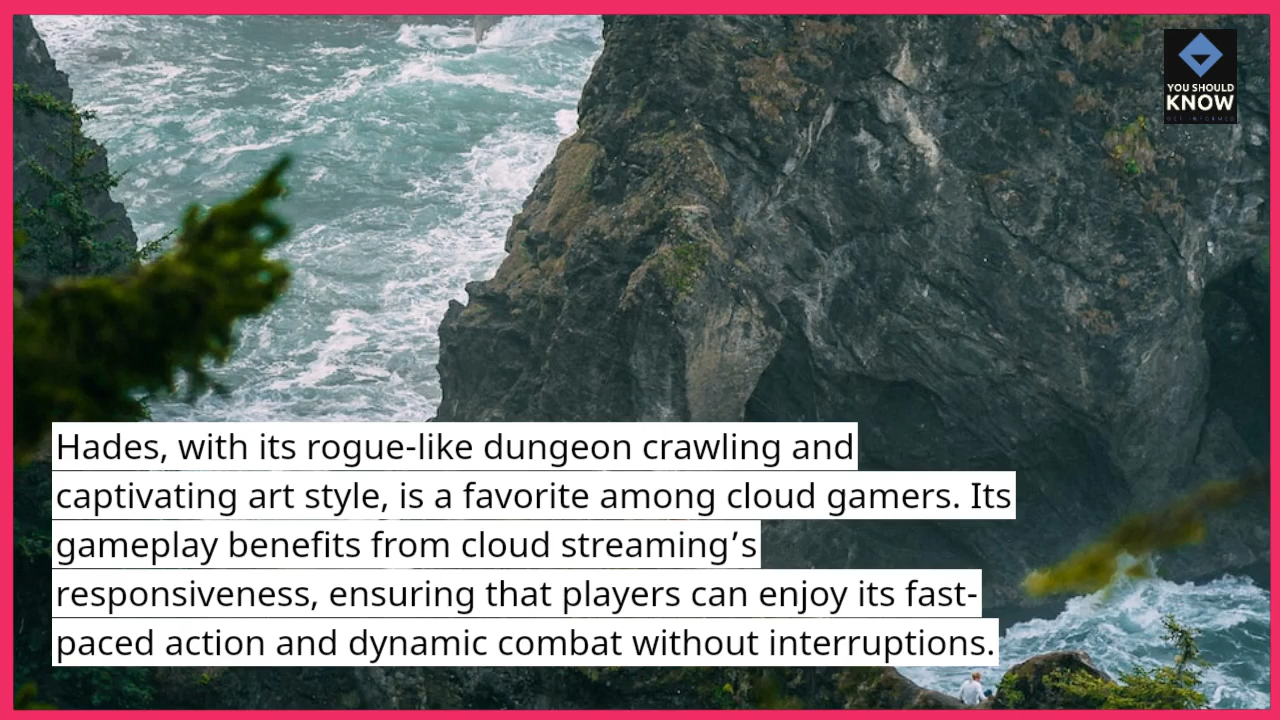 YOU SHOULD
KNOW
GET INFORMED
Hades, with its rogue-like dungeon crawling and
captivating art style, is a favorite among cloud gamers. Its
gameplay benefits from cloud streaming’s
responsiveness, ensuring that players can enjoy its fast-
paced action and dynamic combat without interruptions.